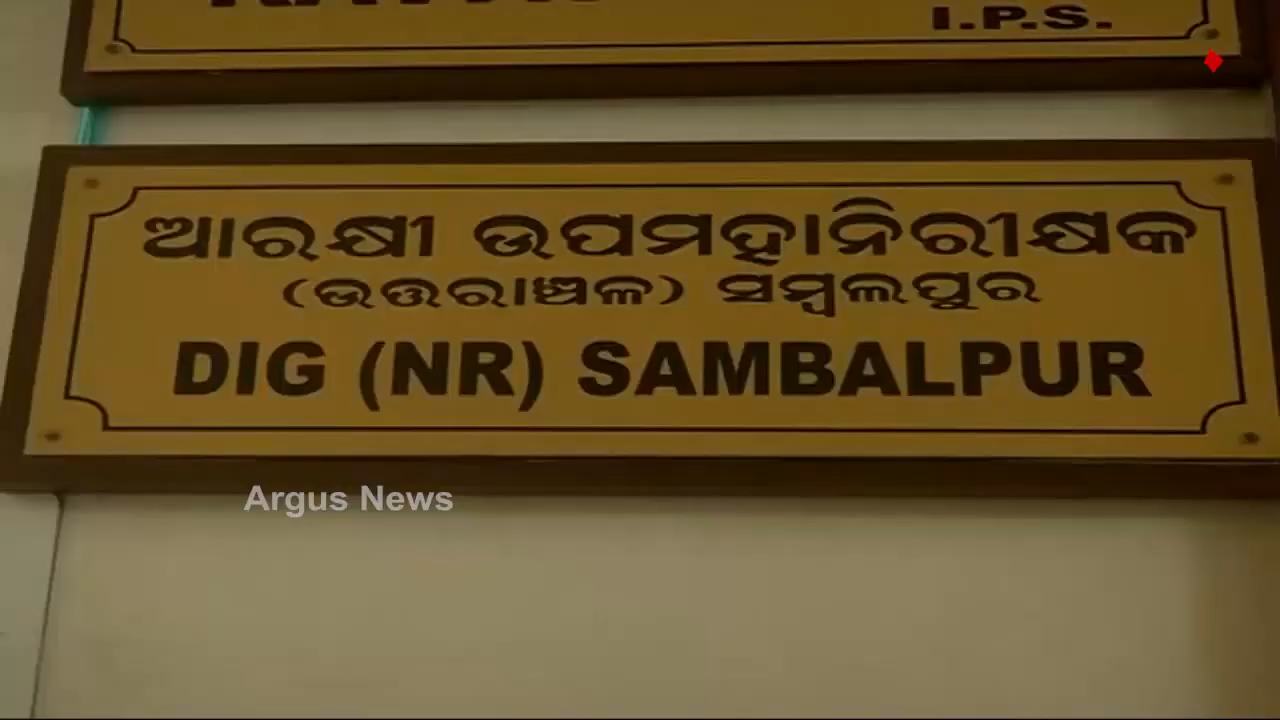 I.P.S.
ଆରକ୍ଷୀ ଉପମହାନିରୀକ୍ଷକ
(ଉତ୍ତରାଞ୍ଚଳ) ସମ୍ବଲପୁର
DIG (NR) SAMBALPUR
Argus News